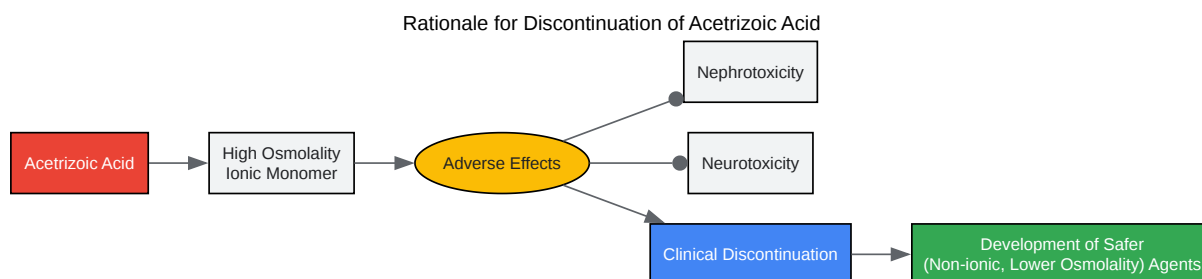 Rationale for Discontinuation of Acetrizoic Acid
Nephrotoxicity
Acetrizoic Acid
High Osmolality
Ionic Monomer
Adverse Effects
Neurotoxicity
Clinical Discontinuation
Development of Safer
(Non-ionic, Lower Osmolality) Agents